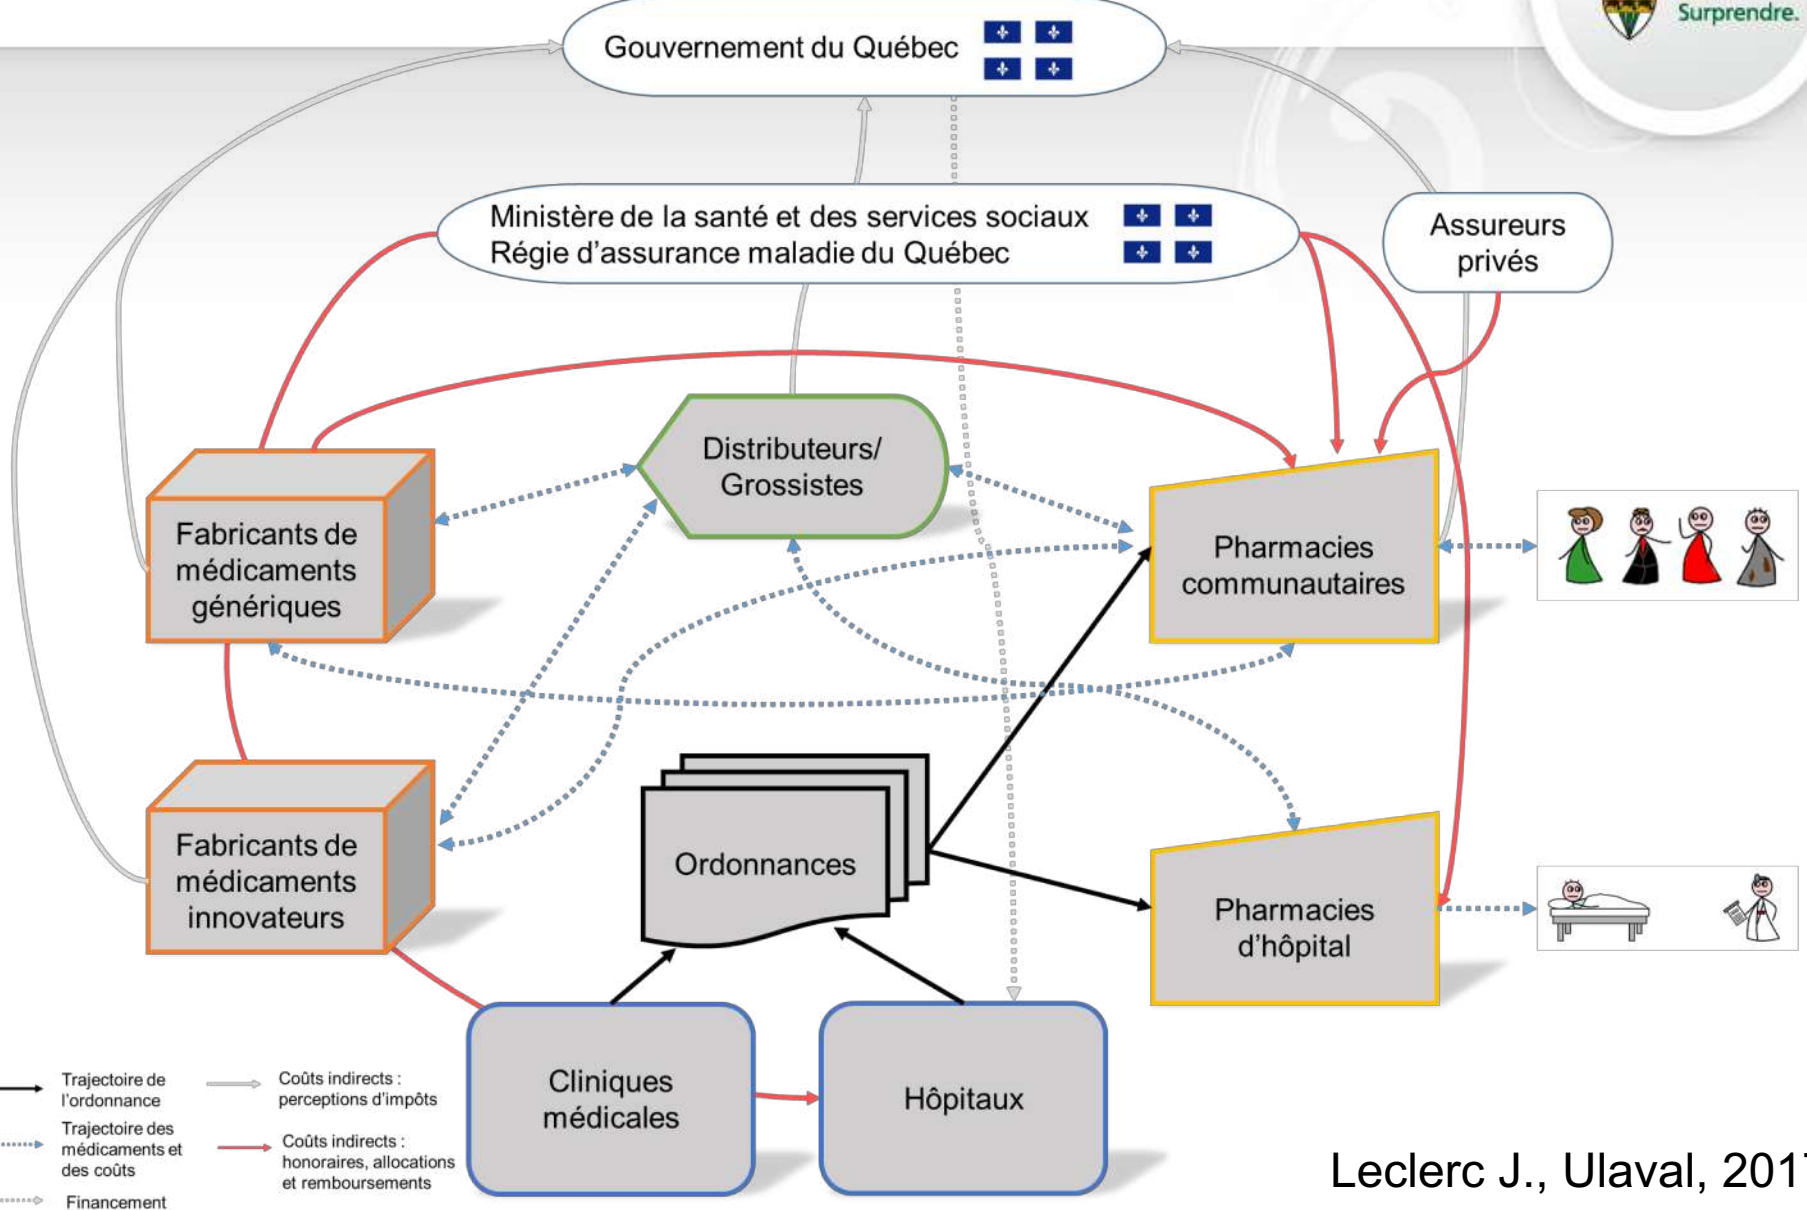 Surprendre.
Gouvernement du Québec
Ministère de la santé et des services sociaux
Régie d’assurance maladie du Québec
Assureurs
privés
Distributeurs/
Grossistes
Fabricants de
médicaments
génériques
Pharmacies
communautaires
Fabricants de
médicaments
innovateurs
Ordonnances
Pharmacies
d’hôpital
Cliniques
médicales
Hôpitaux
Trajectoire de
l’ordonnance
Coûts indirects :
perceptions d’impôts
Trajectoire des
médicaments et
des coûts
Coûts indirects :
honoraires, allocations
et remboursements
Financement
Leclerc J., Ulaval, 2017